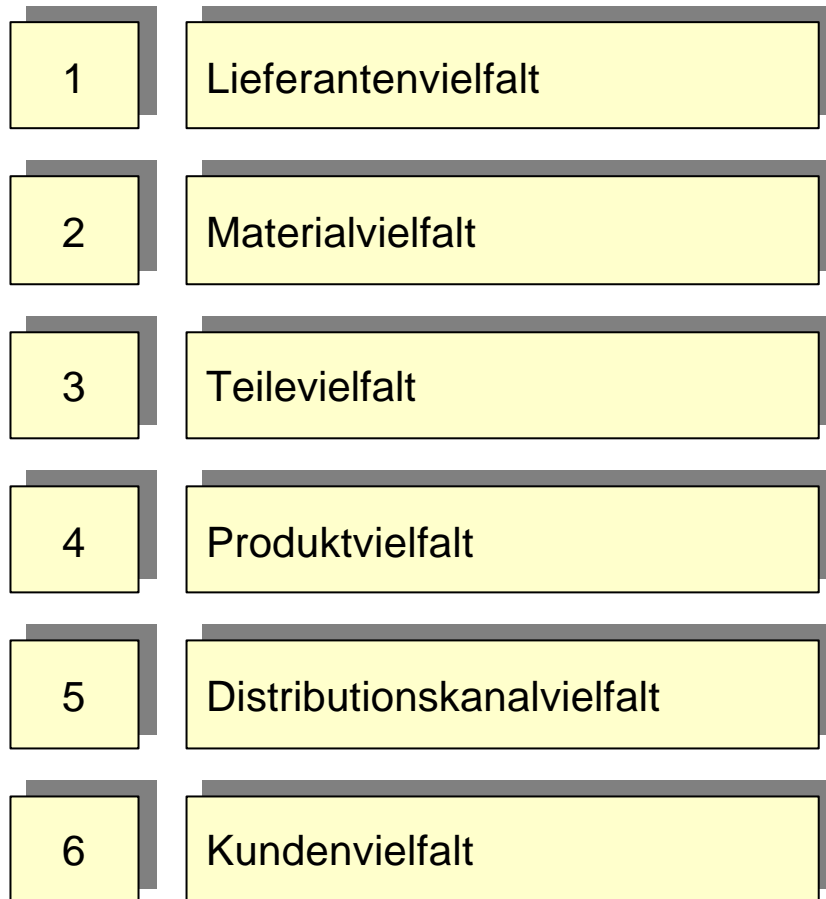 1 Lieferantenvielfalt
2 Materialvielfalt
3 Teilevielfalt
4 Produktvielfalt
5 Distributionskanalvielfalt
6 Kundenvielfalt